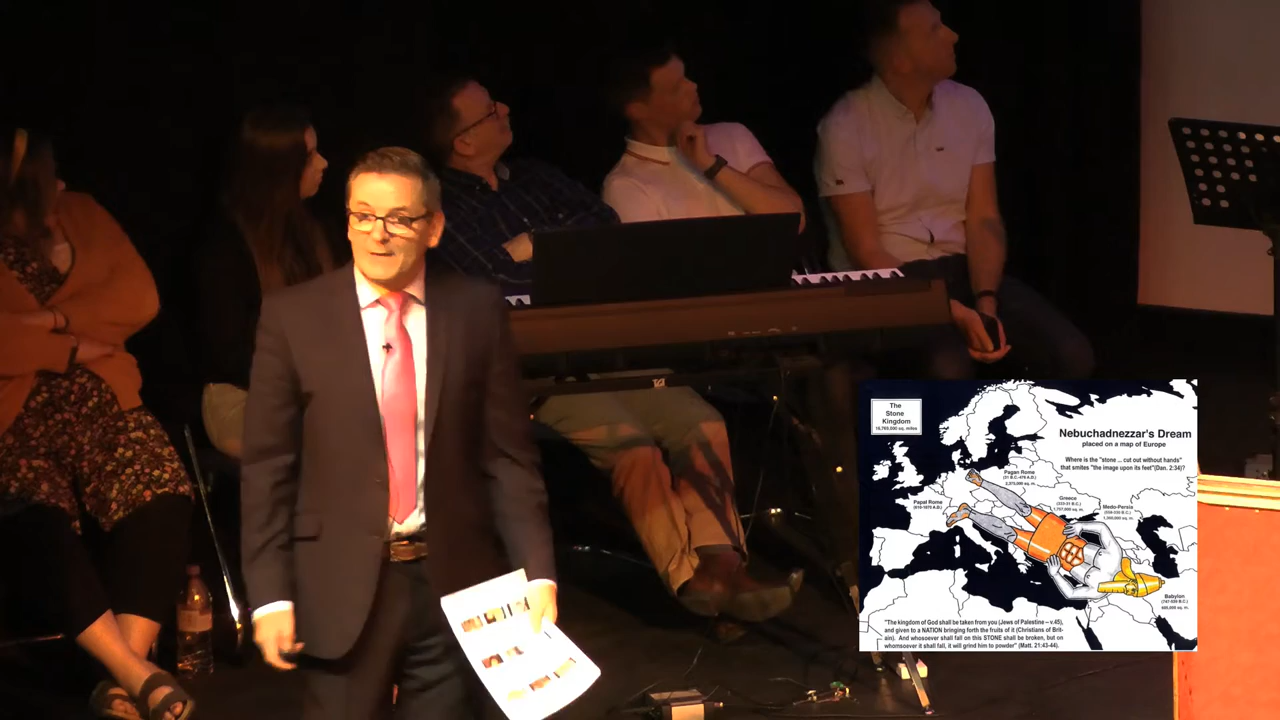 The
Stone
Kingdom
16,765,000 sq. miles
Nebuchadnezzar's Dream
placed on a map of Europe
Where is the "stone ... cut out without hands"
that smites "the image upon its feet"(Dan. 2:34)?
Pagan Rome
(31 B.C.-476 A.D.)
Papal Rome
Greece
Medo-Persia
Babylon
"The kingdom of God shall be taken from you (Jews of Palestine – v.45),
and given to a NATION bringing forth the fruits of it (Christians of Brit-
ain). And whosoever shall fall on this STONE shall be broken, but on
whomsoever it shall fall, it will grind him to powder" (Matt. 21:43-44).